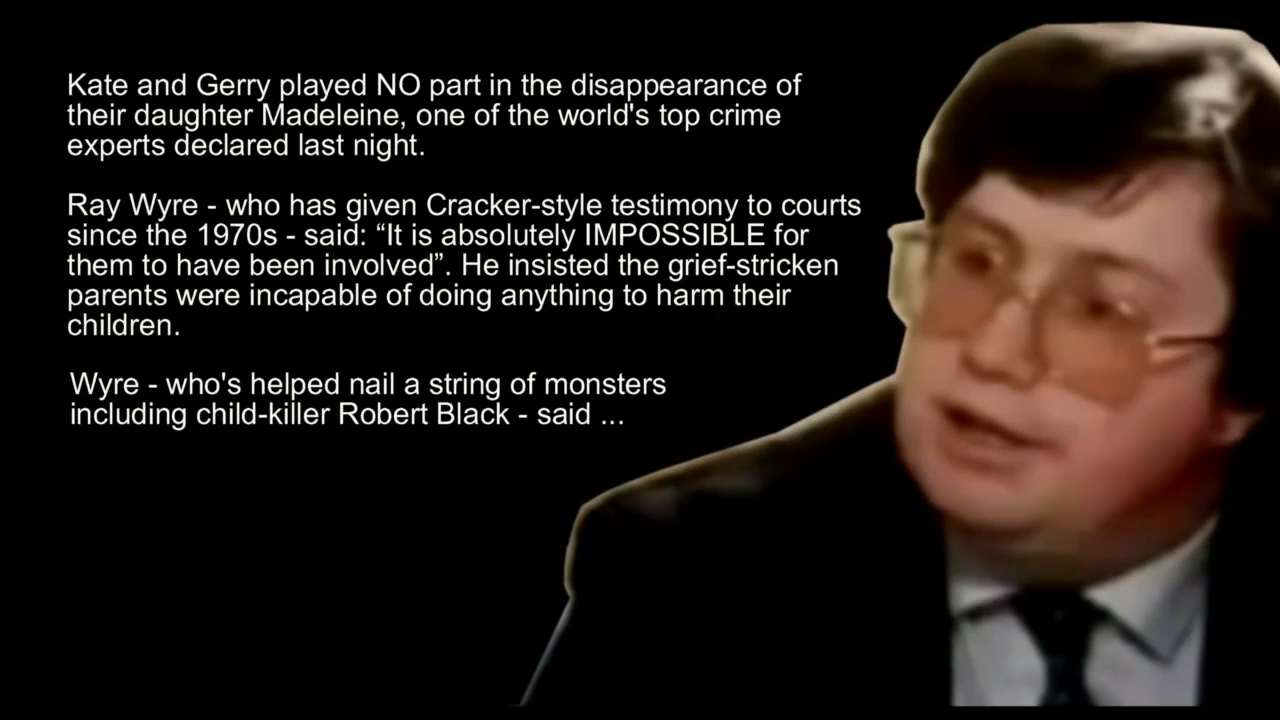 Kate and Gerry played NO part in the disappearance of
their daughter Madeleine, one of the world's top crime
experts declared last night.
Ray Wyre - who has given Cracker-style testimony to courts
since the 1970s - said: “It is absolutely IMPOSSIBLE for
them to have been involved”. He insisted the grief-stricken
parents were incapable of doing anything to harm their
children.
Wyre - who's helped nail a string of monsters
including child-killer Robert Black - said ...